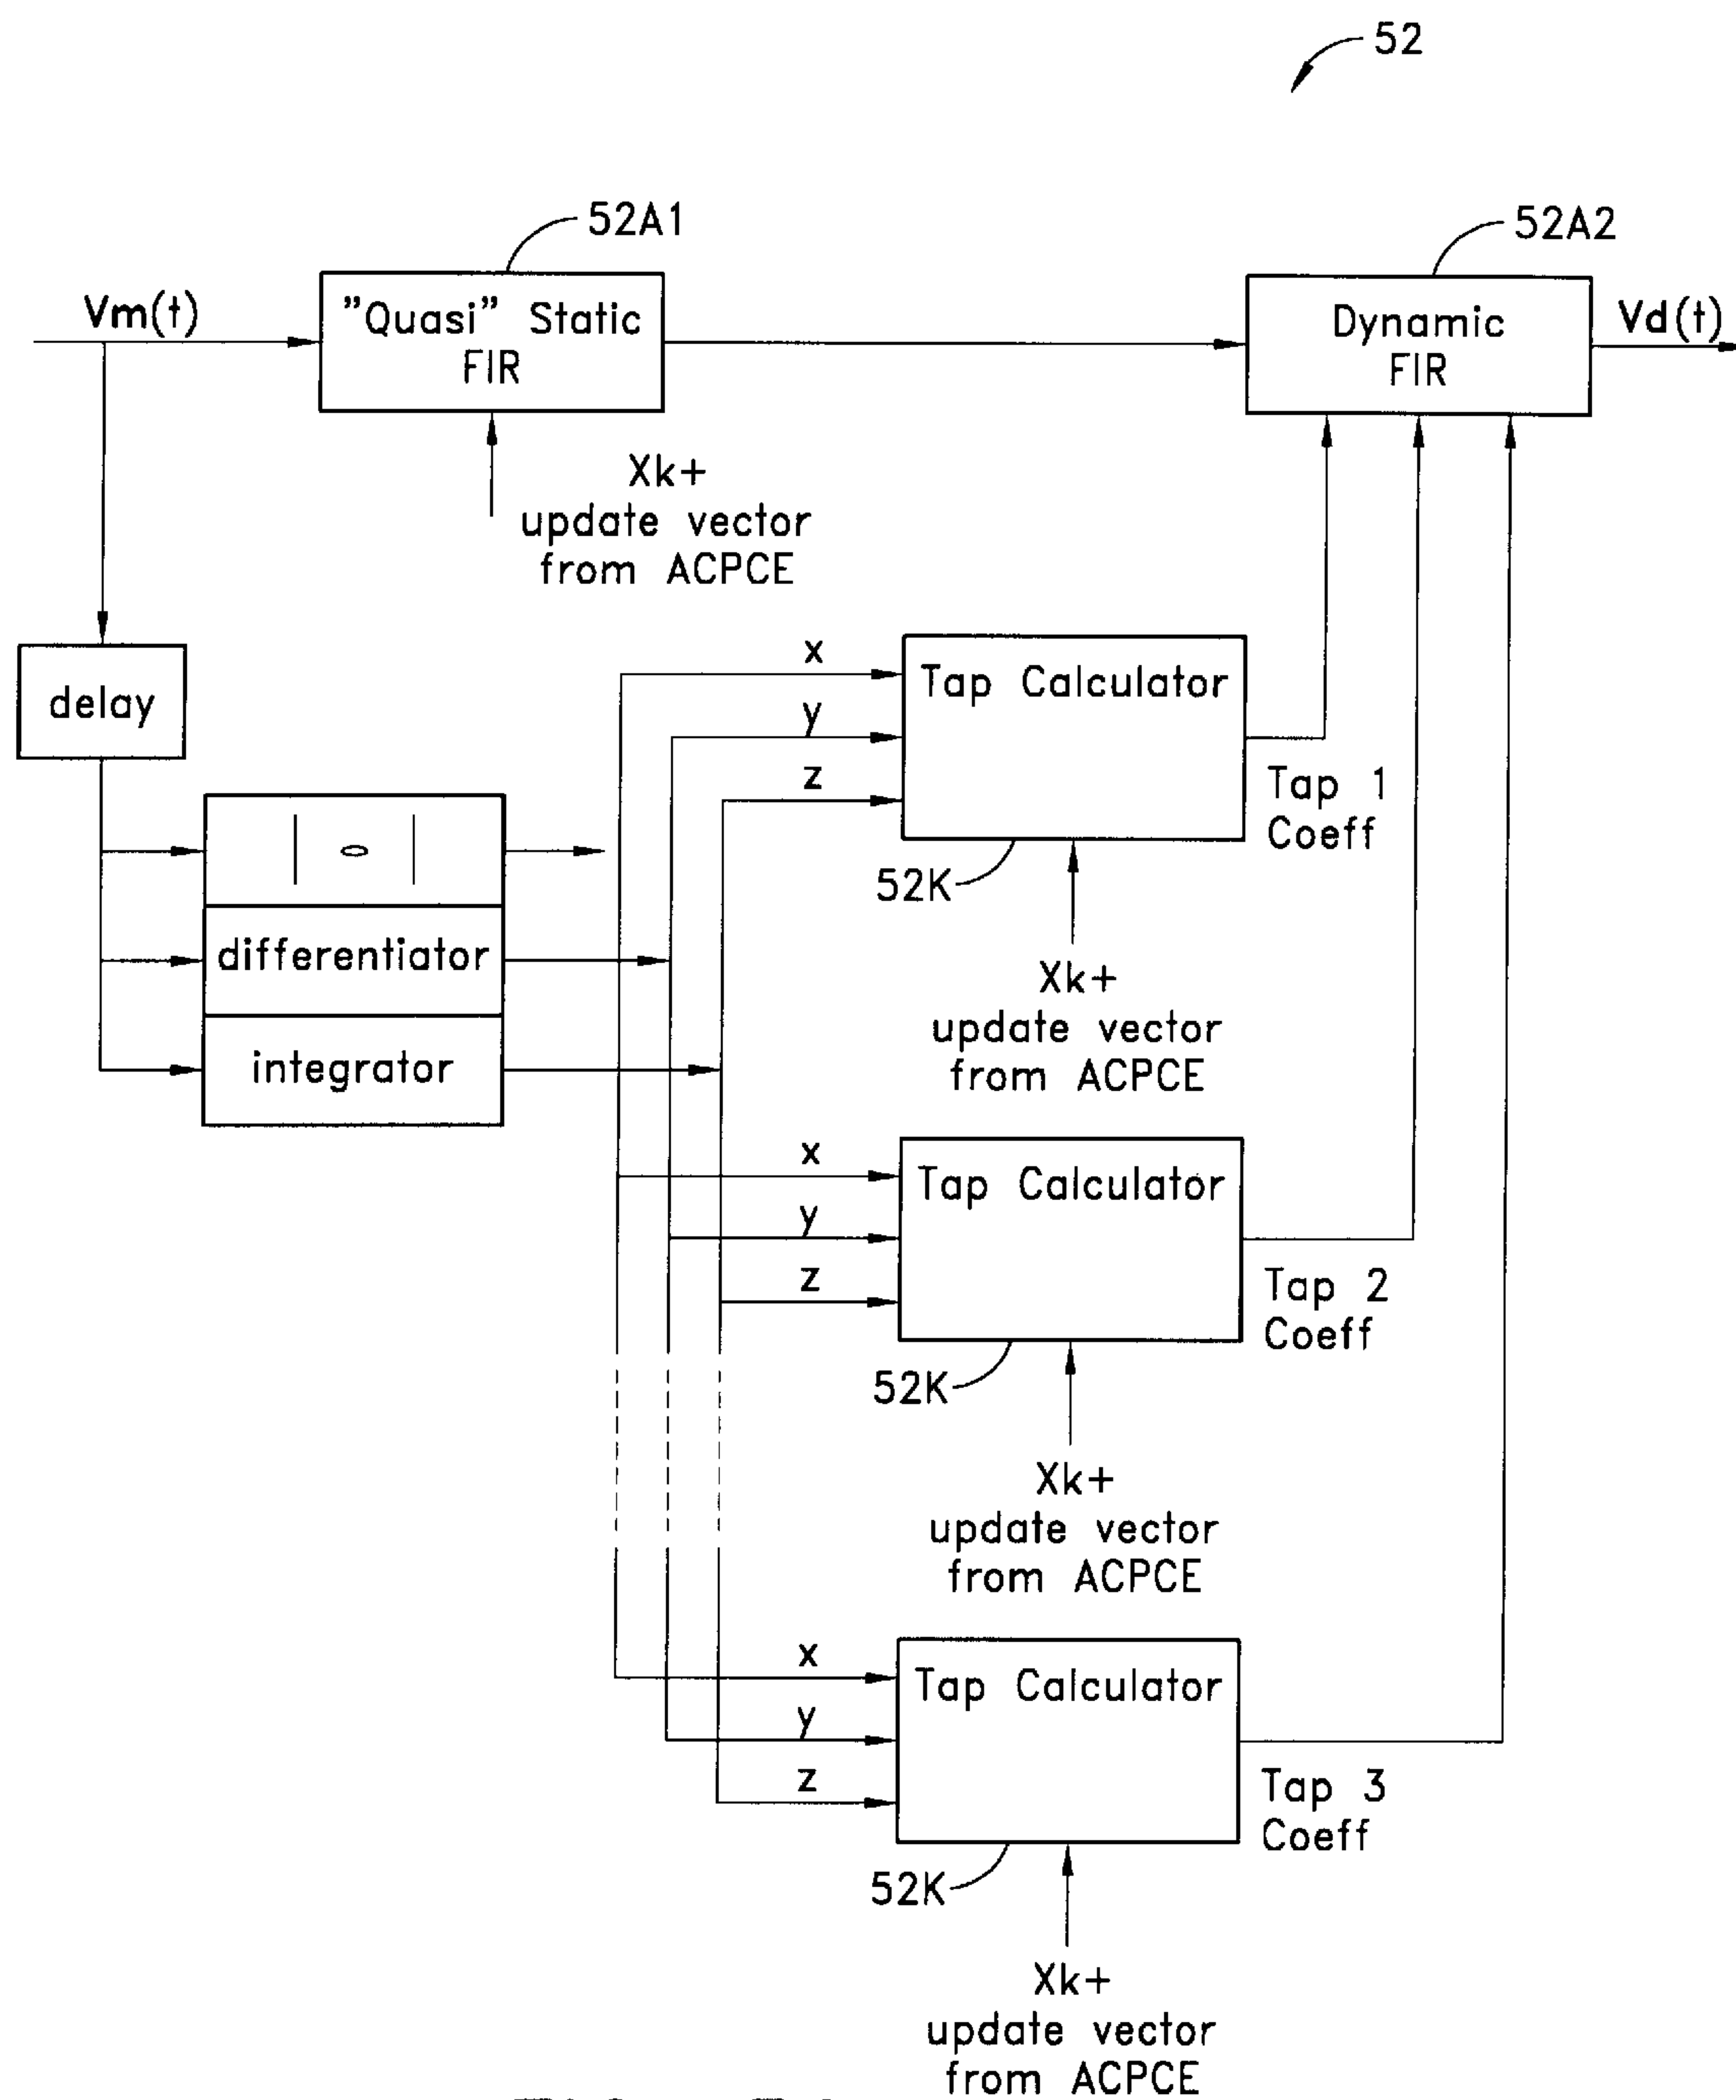 52
52A1
52A2
Vm(t)
"Quasi" Static
FIR
Dynamic
FIR
Vd(t)
Xk+
update vector
from ACPCE
delay
x
y
z
Tap Calculator
Tap 1
Coeff
52K
| o |
differentiator
integrator
Xk+
update vector
from ACPCE
x
y
z
Tap Calculator
Tap 2
Coeff
52K
Xk+
update vector
from ACPCE
x
y
z
Tap Calculator
Tap 3
Coeff
52K
Xk+
update vector
from ACPCE